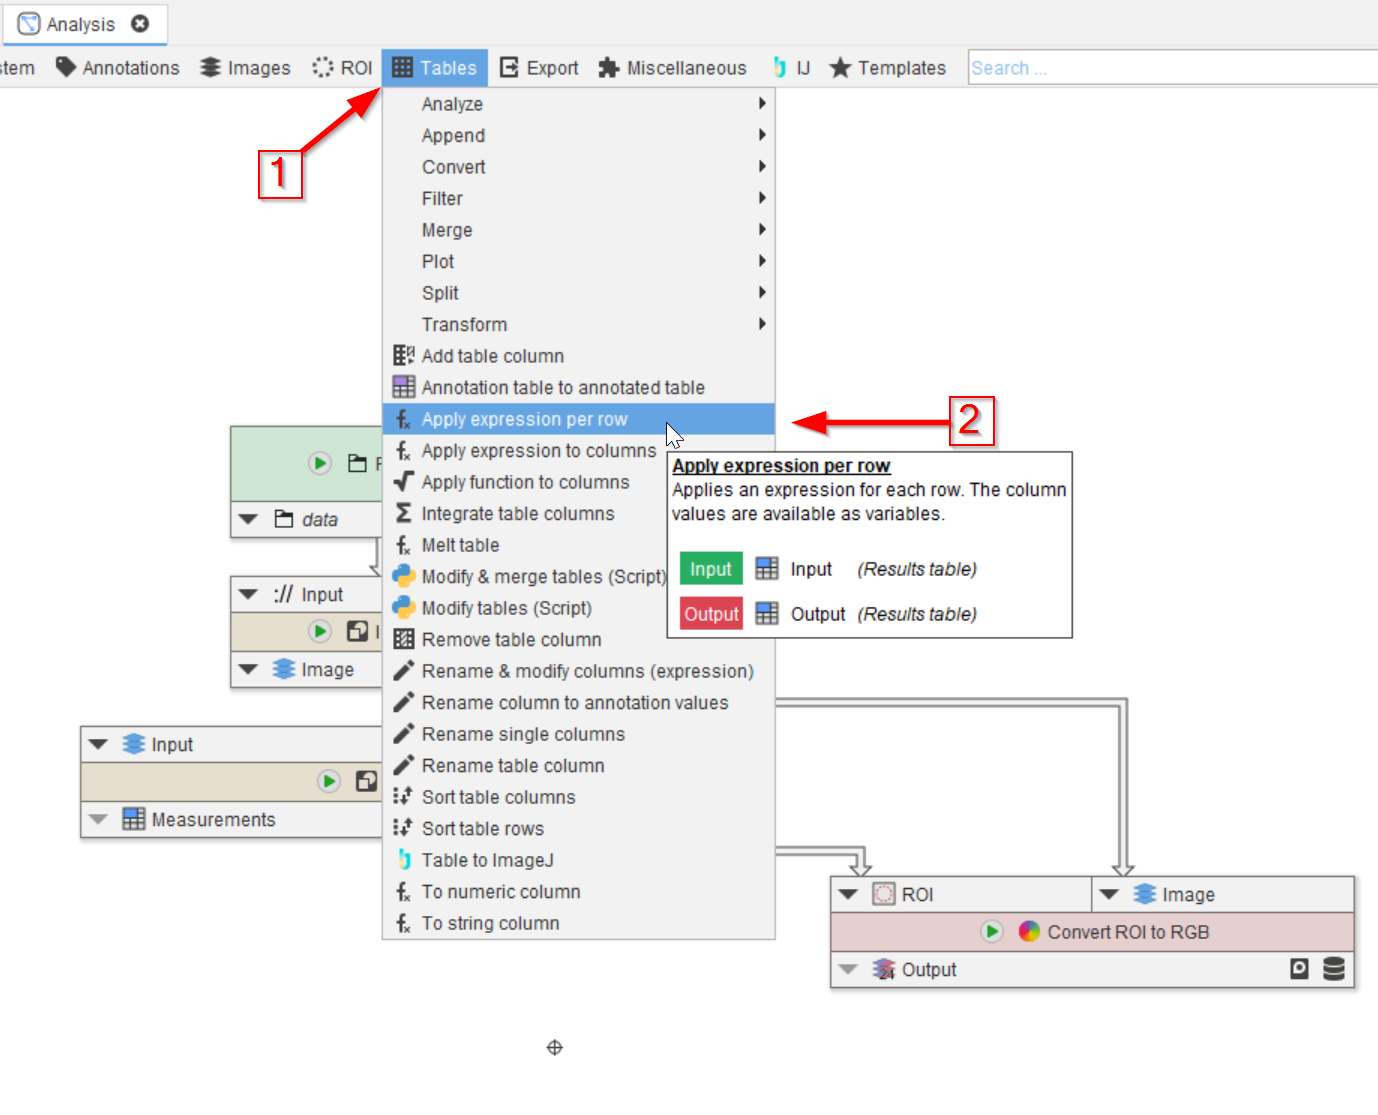 Analysis
stem Annotations Images ROI Tables Export Miscellaneous IJ Templates Search ...
1
Analyze
Append
Convert
Filter
Merge
Plot
Split
Transform
Add table column
Annotation table to annotated table
Apply expression per row
2
Apply expression to columns
Apply function to columns
Integrate table columns
Melt table
Modify & merge tables (Script)
Modify tables (Script)
Remove table column
Rename & modify columns (expression)
Rename column to annotation values
Rename single columns
Rename table column
Sort table columns
Sort table rows
Table to ImageJ
To numeric column
To string column
Apply expression per row
Applies an expression for each row. The column
values are available as variables.
Input Input (Results table)
Output Output (Results table)
F
data
:// Input
I
Image
Input
Measurements
ROI Image
Convert ROI to RGB
24 Output